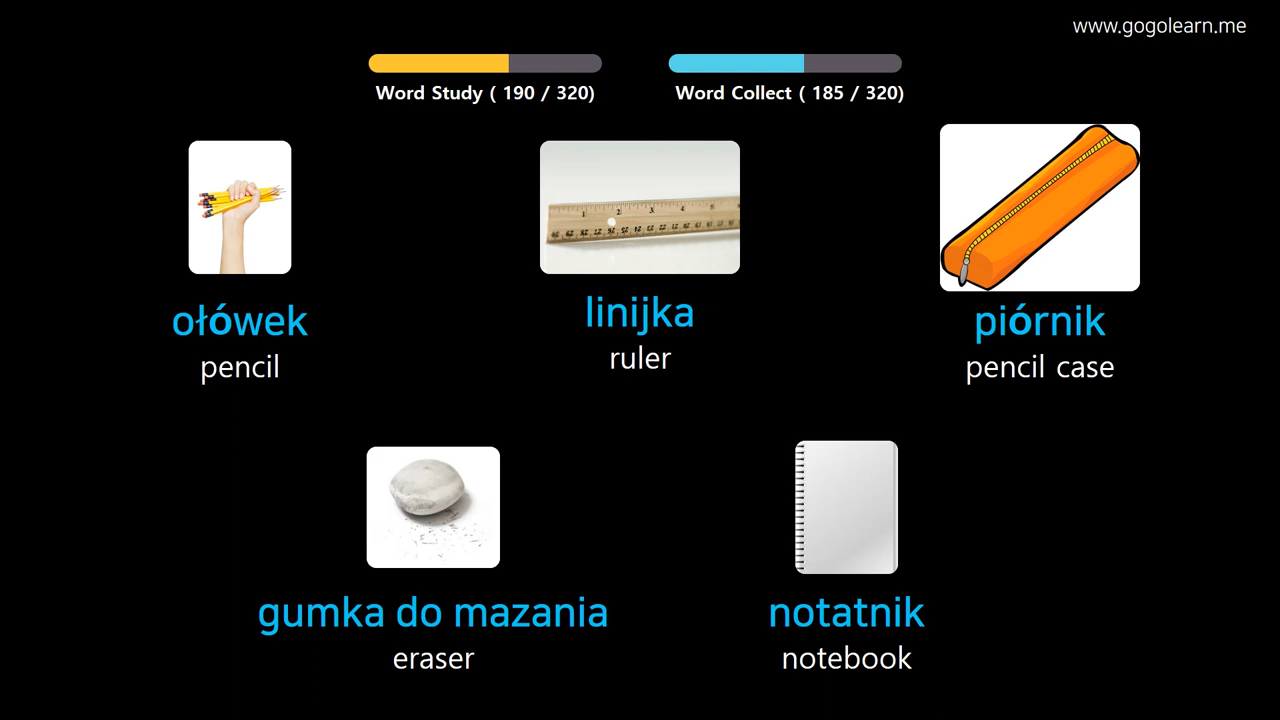 www.gogolearn.me
Word Study ( 190 / 320)
Word Collect ( 185 / 320)
ołówek
pencil
linijka
ruler
piórnik
pencil case
gumka do mazania
eraser
notatnik
notebook